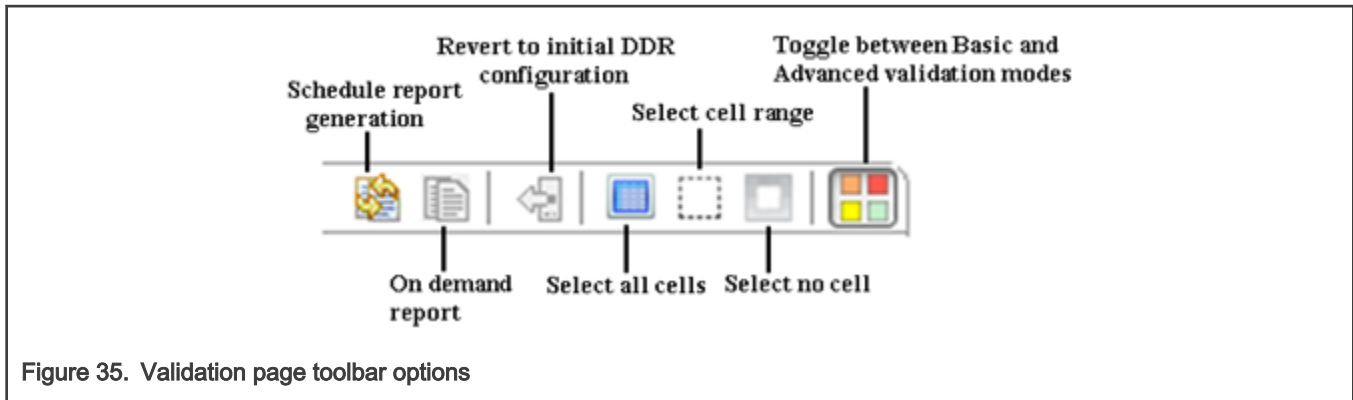 Revert to initial DDR
configuration
Toggle between Basic and
Advanced validation modes
Schedule report
generation
Select cell range
On demand
report
Select all cells
Select no cell
Figure 35. Validation page toolbar options